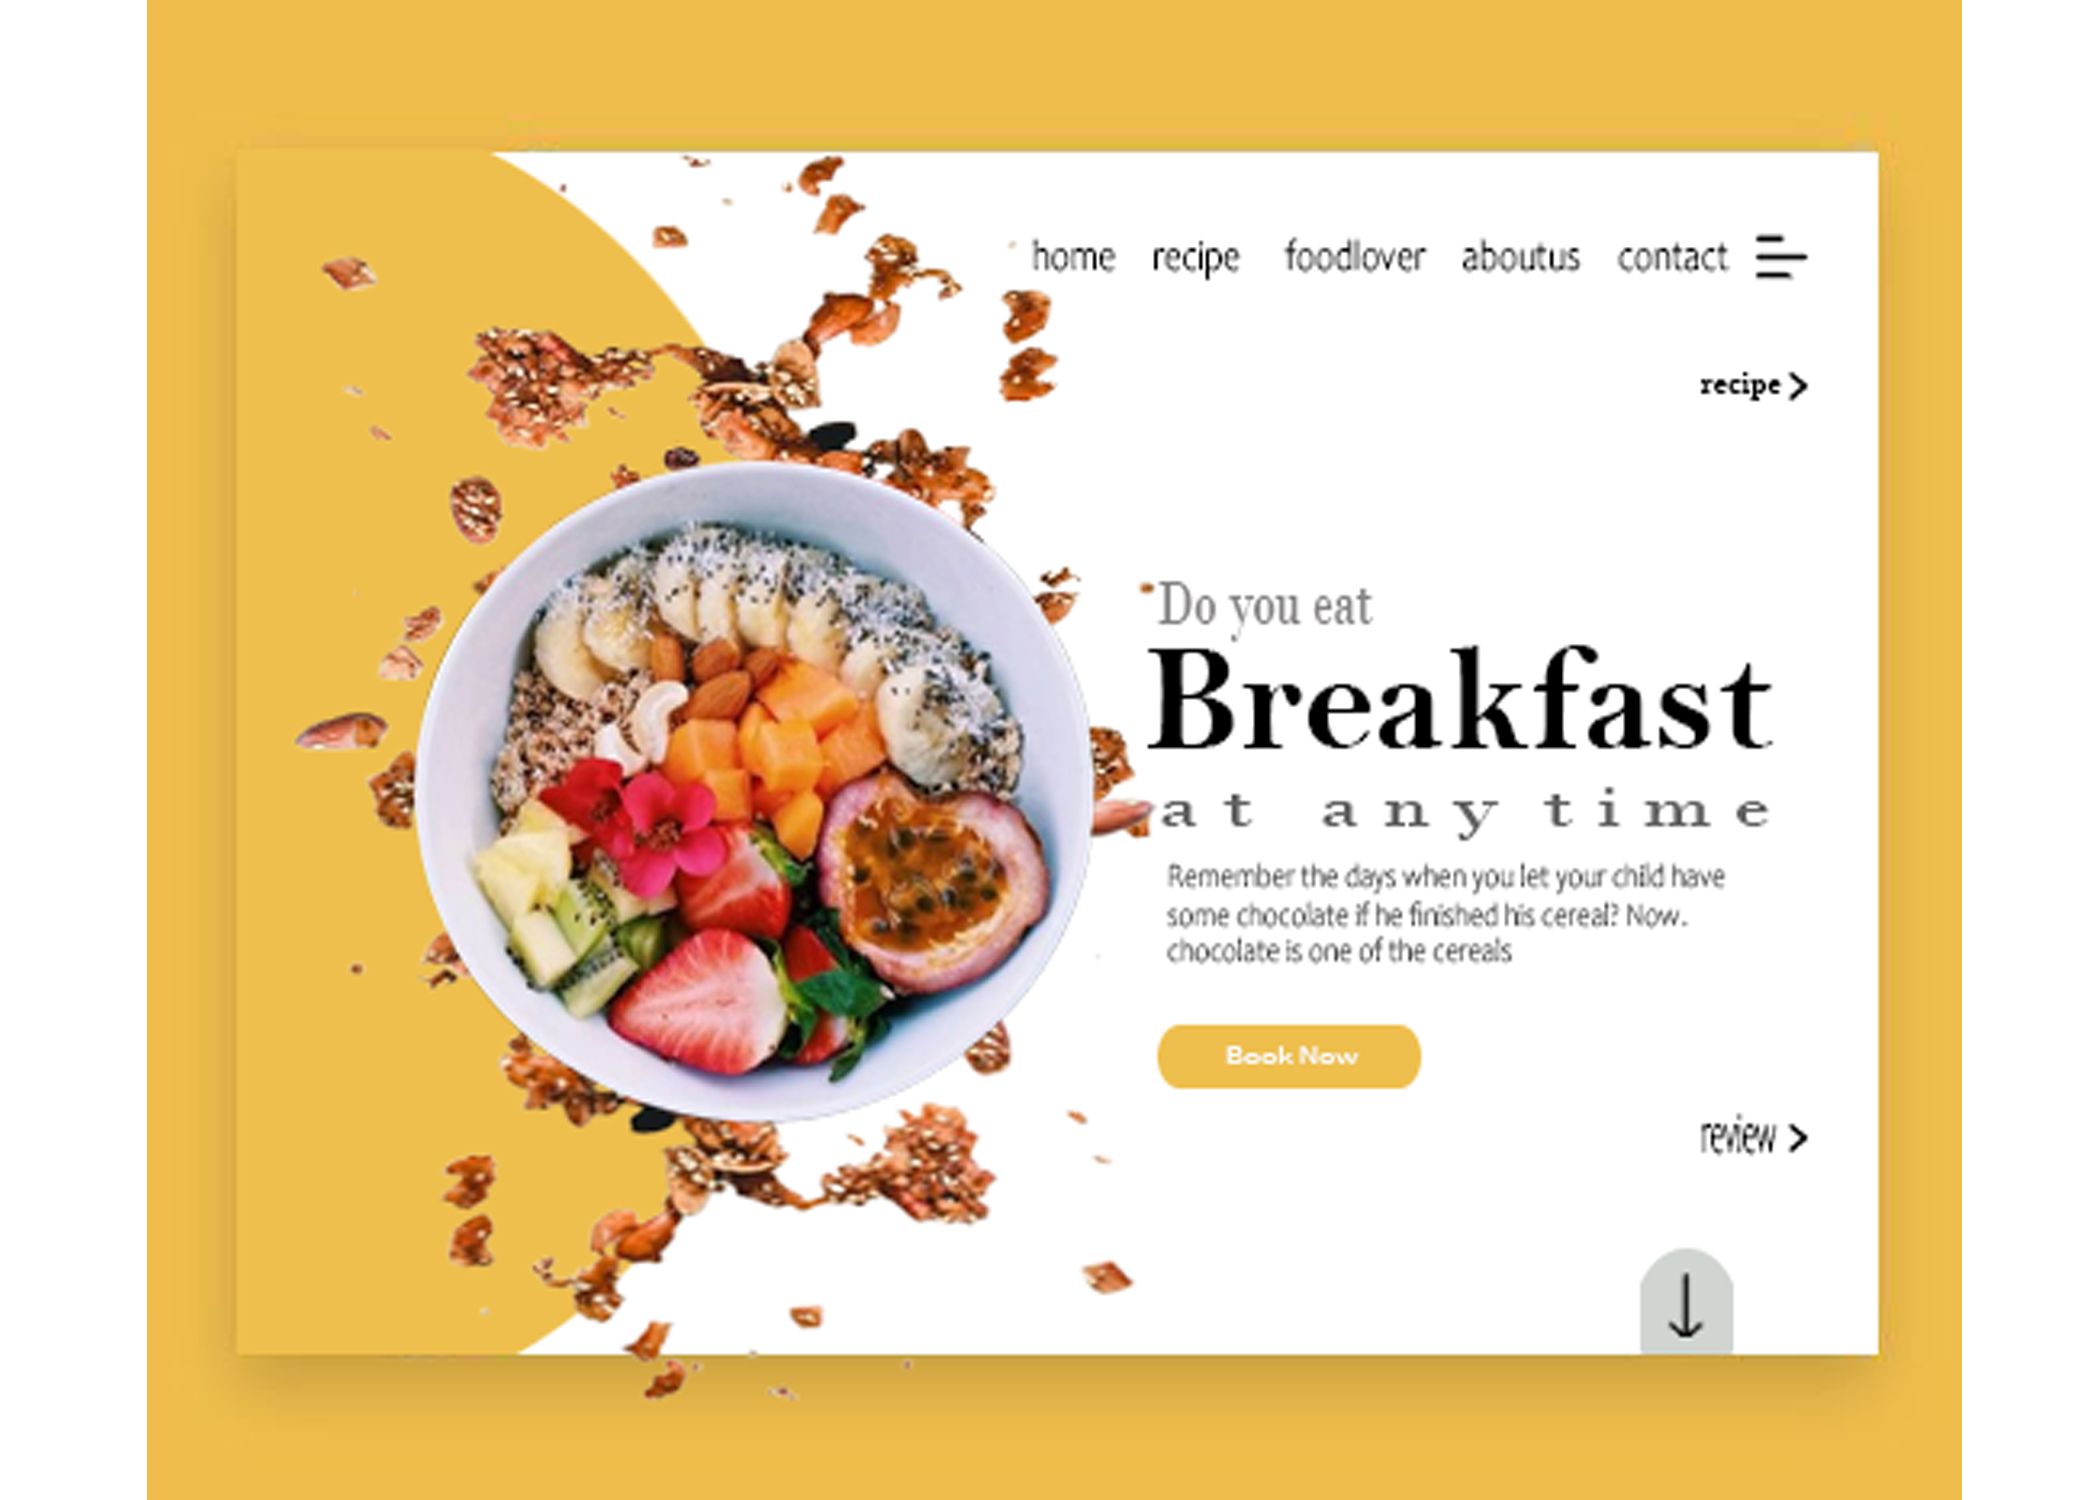 home recipe foodlover aboutus contact
recipe >
Do you eat
Breakfast
at any time
Remember the days when you let your child have
some chocolate if he finished his cereal? Now.
chocolate is one of the cereals
Book Now
review >